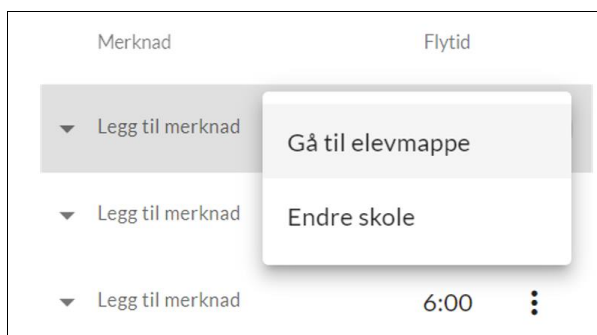 Merknad Flytid
Legg til merknad
Gå til elevmappe
Legg til merknad
Endre skole
Legg til merknad 6:00